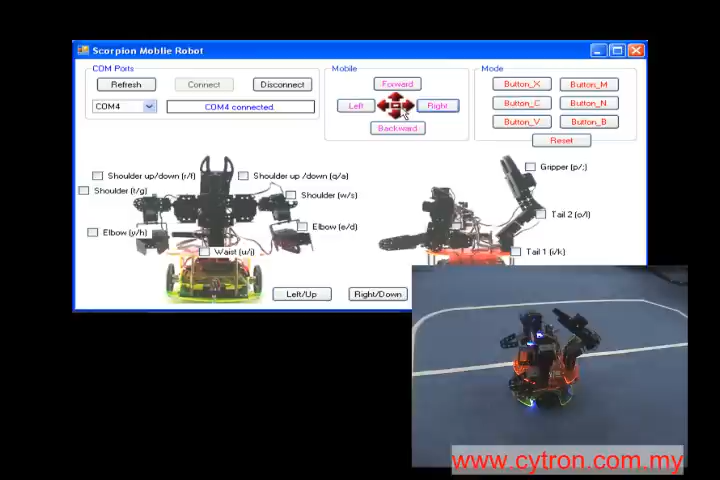 Scorpion Moblie Robot
COM Ports
Refresh
Connect
Disconnect
COM4
COM4 connected.
Mobile
Forward
Left
Right
Backward
Mode
Button_X
Button_M
Button_C
Button_N
Button_V
Button_B
Reset
Shoulder up/down (r/f)
Shoulder up /down (q/a)
Shoulder (t/g)
Shoulder (w/s)
Elbow (y/h)
Elbow (e/d)
Waist (u/j)
Gripper (p/;)
Tail 2 (o/l)
Tail 1 (i/k)
Left/Up
Right/Down
www.cytron.com.my